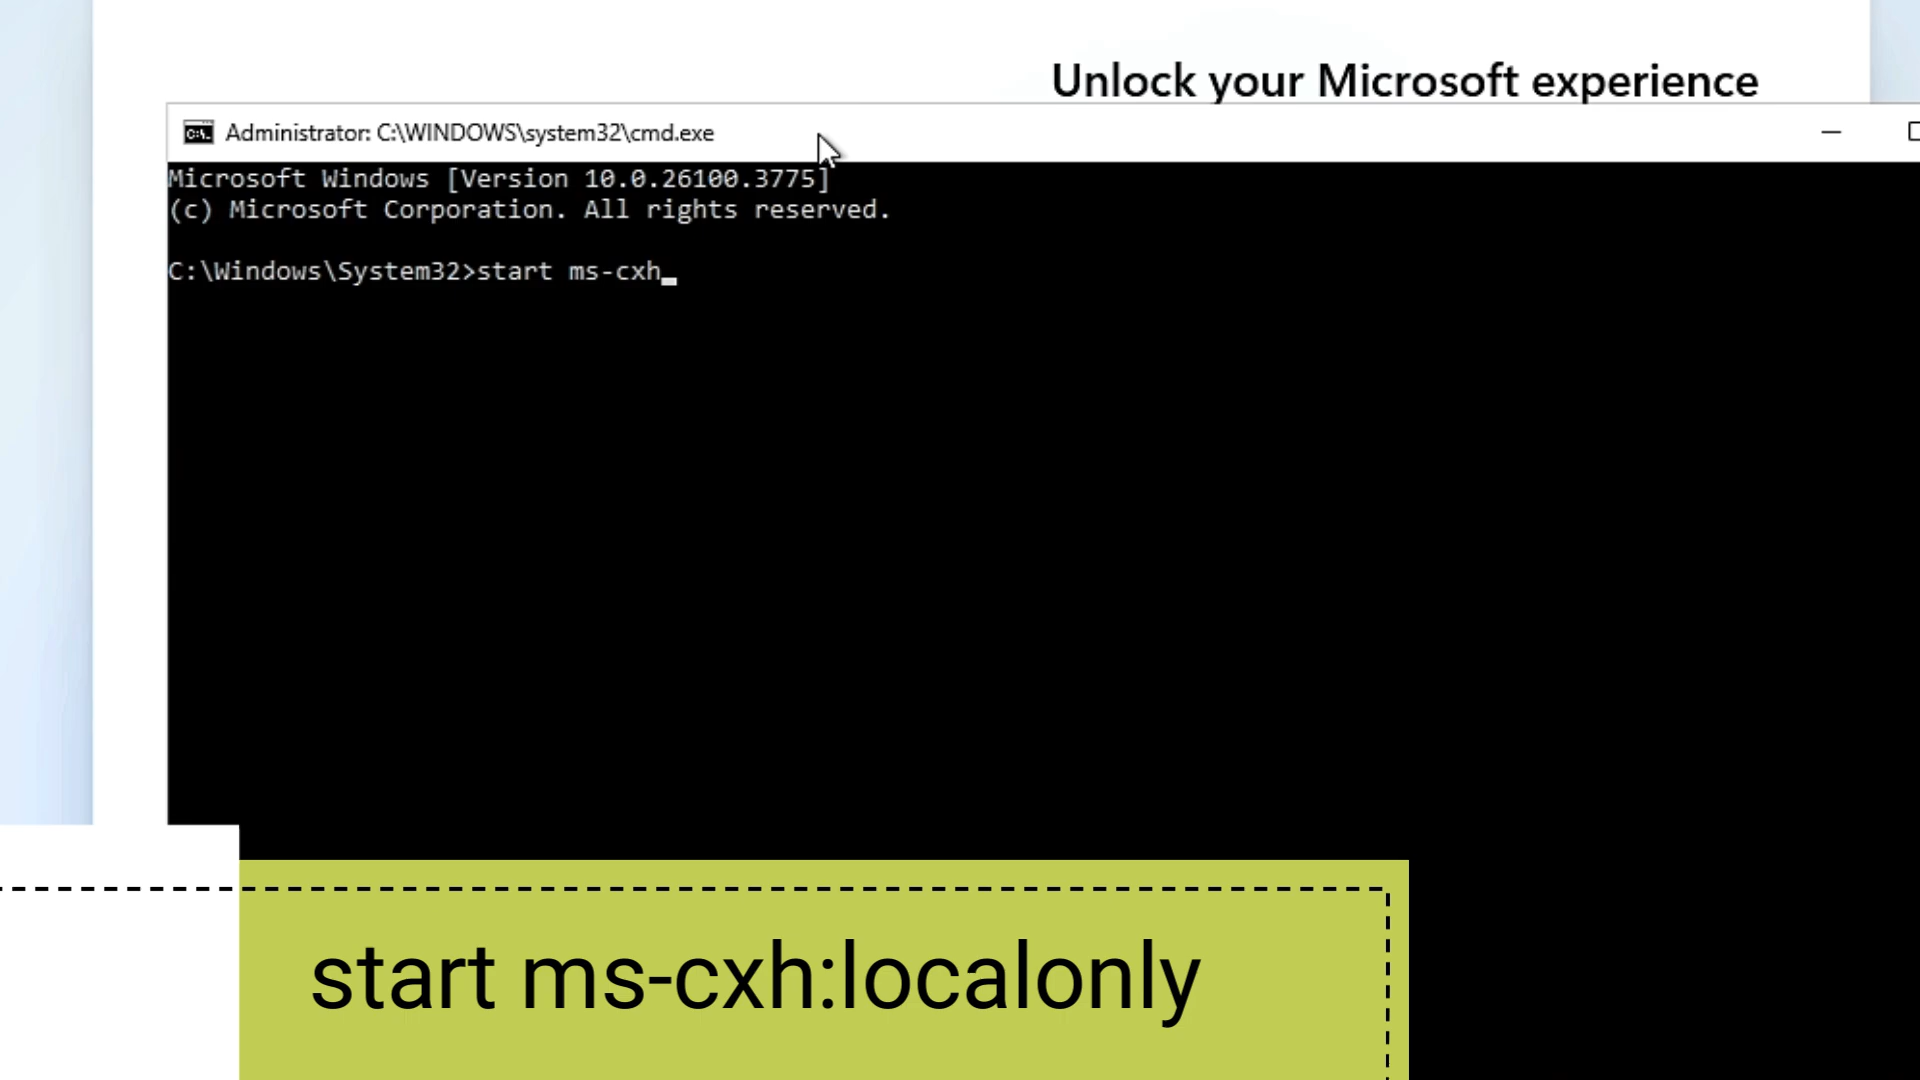 Unlock your Microsoft experience
Administrator: C:\WINDOWS\system32\cmd.exe
Microsoft Windows [Version 10.0.26100.3775]
(c) Microsoft Corporation. All rights reserved.
C:\Windows\System32>start ms-cxh
start ms-cxh:localonly